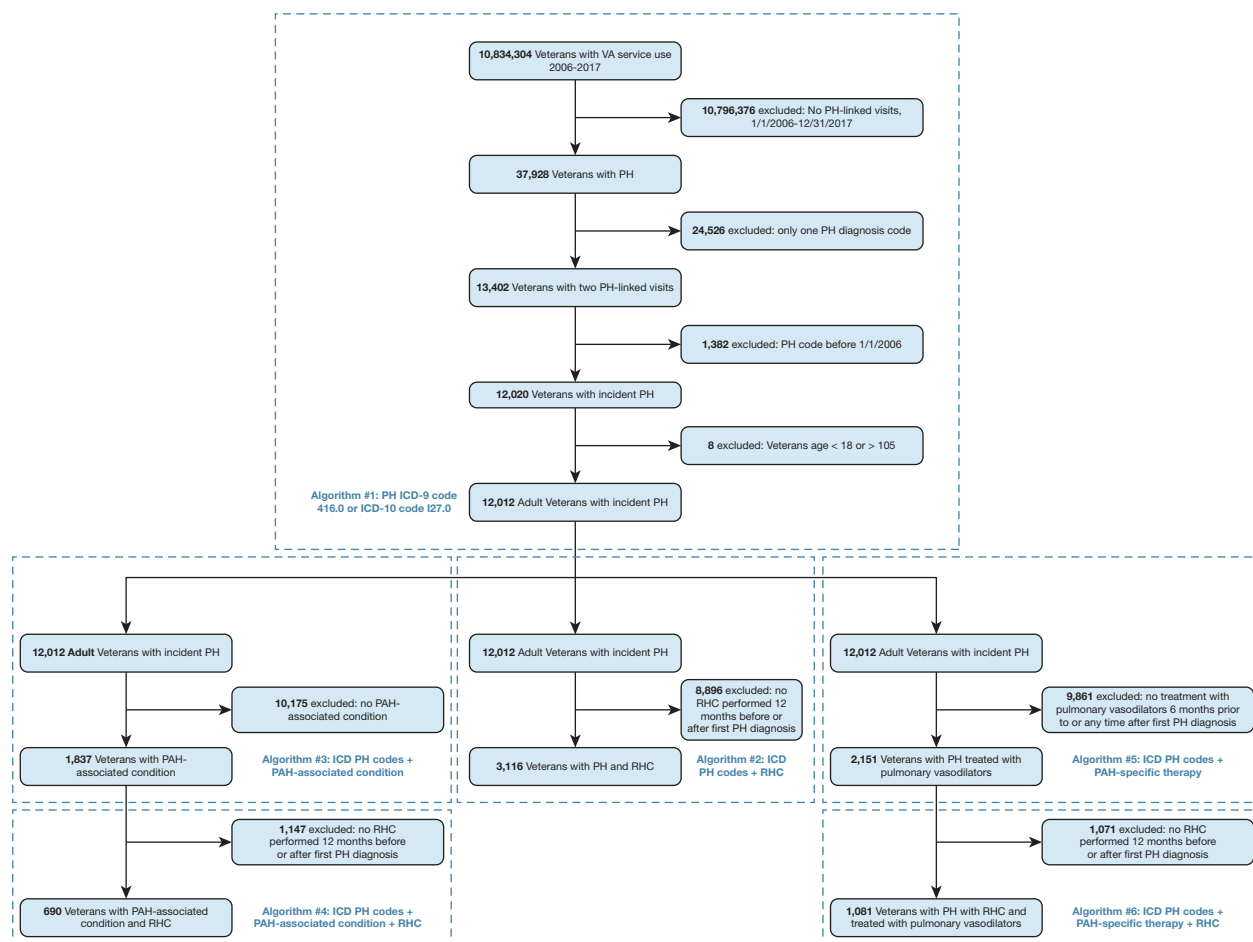 10,834,304 Veterans with VA service use
2006-2017
10,796,376 excluded: No PH-linked visits,
1/1/2006-12/31/2017
37,928 Veterans with PH
24,526 excluded: only one PH diagnosis code
13,402 Veterans with two PH-linked visits
1,382 excluded: PH code before 1/1/2006
12,020 Veterans with incident PH
8 excluded: Veterans age < 18 or > 105
Algorithm #1: PH ICD-9 code
416.0 or ICD-10 code I27.0
12,012 Adult Veterans with incident PH
12,012 Adult Veterans with incident PH
10,175 excluded: no PAH-
associated condition
1,837 Veterans with PAH-
associated condition
Algorithm #3: ICD PH codes +
PAH-associated condition
1,147 excluded: no RHC
performed 12 months before
or after first PH diagnosis
690 Veterans with PAH-associated
condition and RHC
Algorithm #4: ICD PH codes +
PAH-associated condition + RHC
12,012 Adult Veterans with incident PH
8,896 excluded: no
RHC performed 12
months before or
after first PH diagnosis
3,116 Veterans with PH and RHC
Algorithm #2: ICD
PH codes + RHC
12,012 Adult Veterans with incident PH
9,861 excluded: no treatment with
pulmonary vasodilators 6 months prior
to or any time after first PH diagnosis
2,151 Veterans with PH treated with
pulmonary vasodilators
Algorithm #5: ICD PH codes +
PAH-specific therapy
1,071 excluded: no RHC
performed 12 months before
or after first PH diagnosis
1,081 Veterans with PH with RHC and
treated with pulmonary vasodilators
Algorithm #6: ICD PH codes +
PAH-specific therapy + RHC